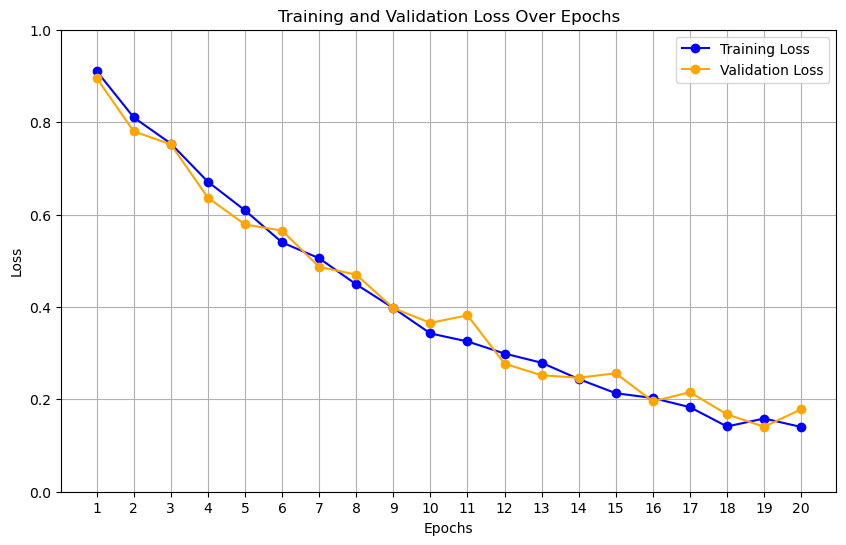 Training and Validation Loss Over Epochs
Training Loss
Validation Loss
Loss
1.0
0.8
0.6
0.4
0.2
0.0
1 2 3 4 5 6 7 8 9 10 11 12 13 14 15 16 17 18 19 20
Epochs